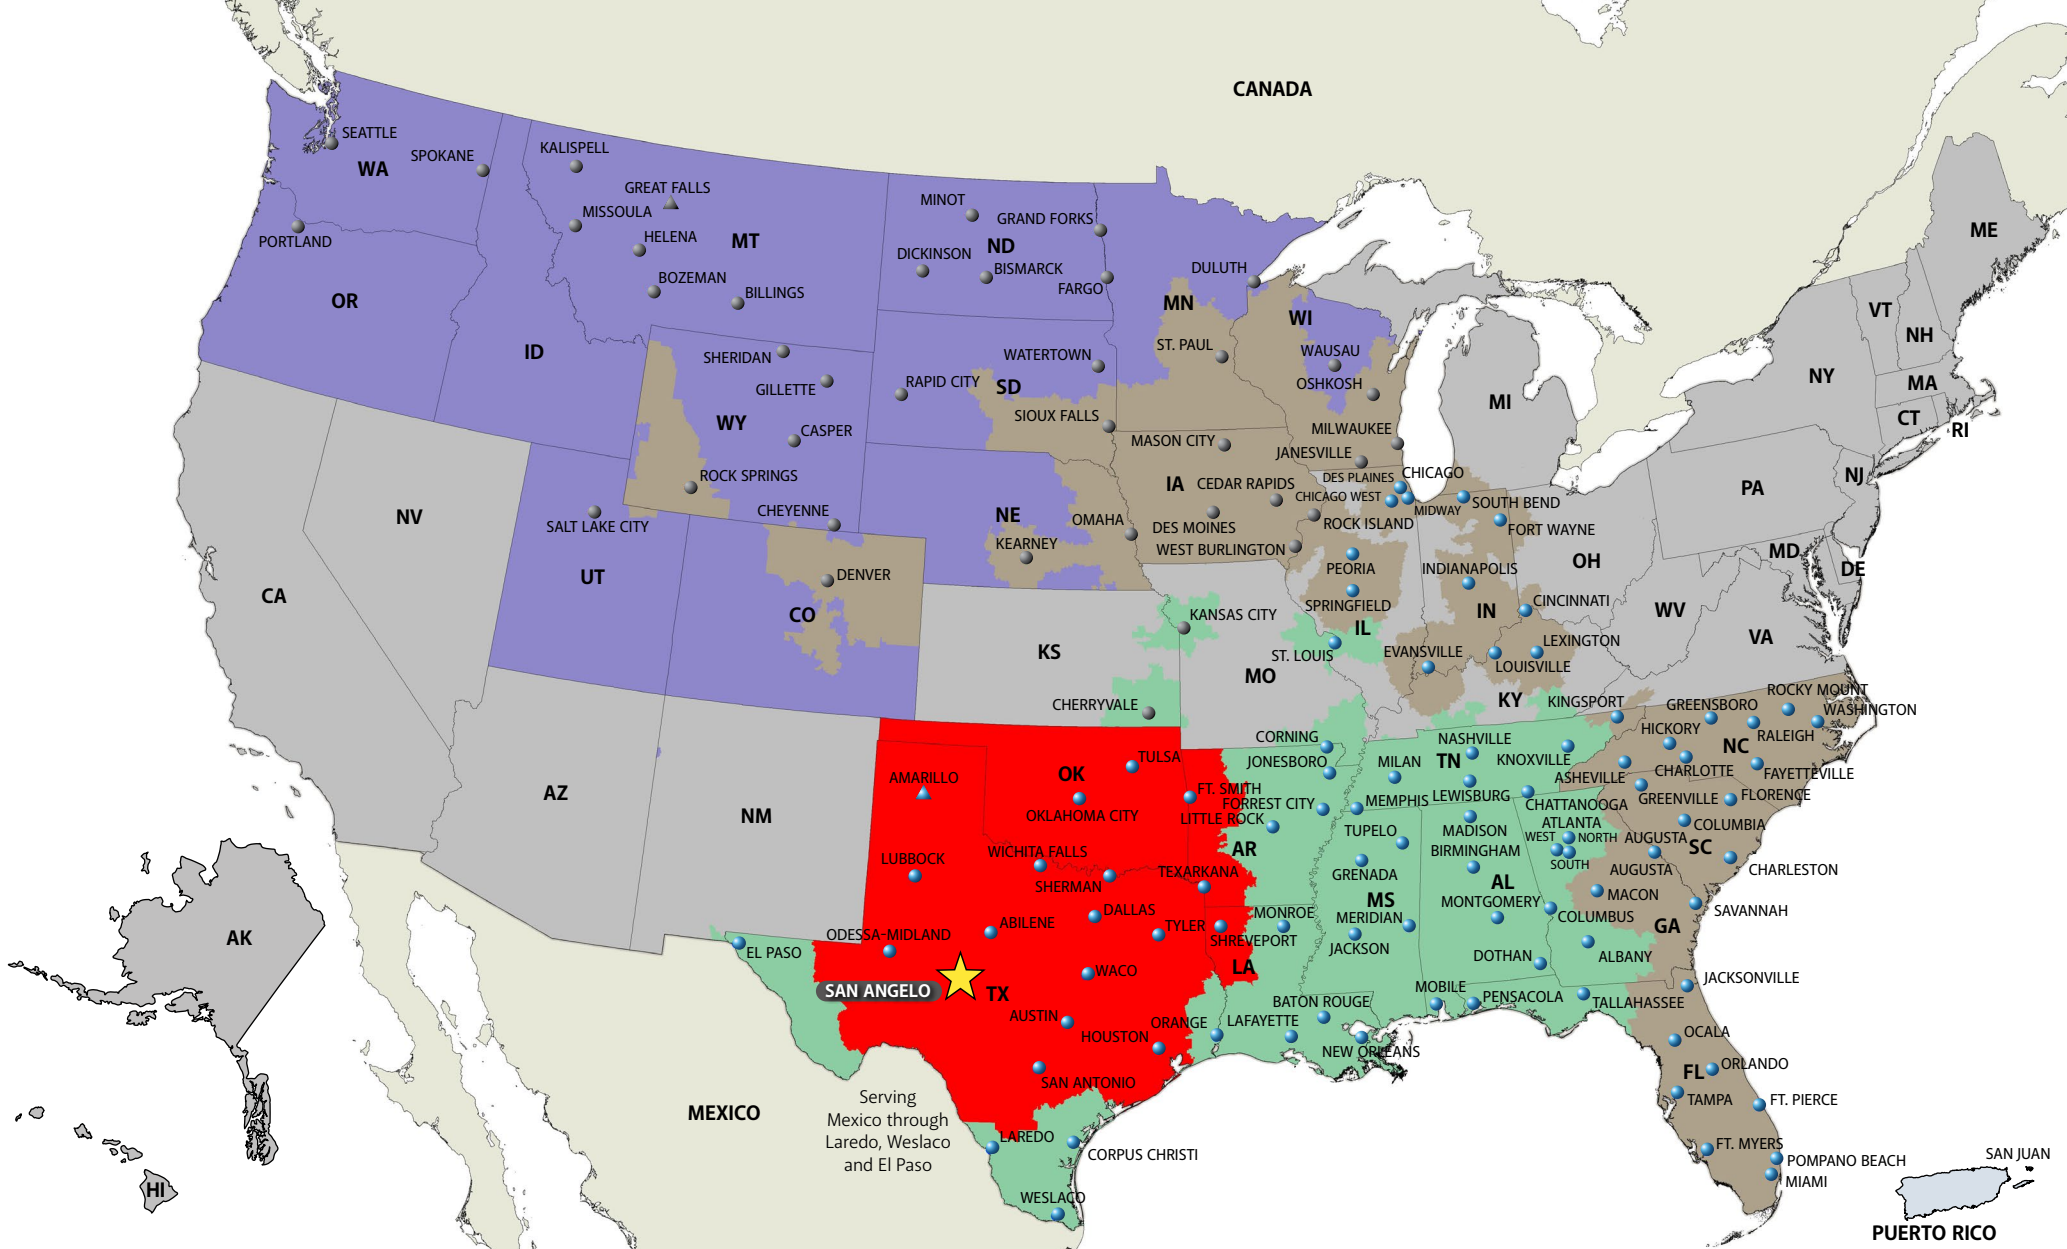 CANADA
SEATTLE
SPOKANE
WA
KALISPELL
GREAT FALLS
MISSOULA
HELENA
MT
BOZEMAN
BILLINGS
PORTLAND
OR
ID
MINOT
GRAND FORKS
ND
DICKINSON
BISMARCK
FARGO
DULUTH
MN
WI
ST. PAUL
WAUSAU
OSHKOSH
SHERIDAN
GILLETTE
WY
CASPER
ROCK SPRINGS
CHEYENNE
WATERTOWN
RAPID CITY
SD
SIOUX FALLS
MASON CITY
MILWAUKEE
JANESVILLE
MI
ME
VT
NH
NY
MA
CT
RI
NJ
PA
MD
DE
OH
WV
VA
IA
CEDAR RAPIDS
DES PLAINES
CHICAGO
CHICAGO WEST
MIDWAY
SOUTH BEND
FORT WAYNE
ROCK ISLAND
DES MOINES
WEST BURLINGTON
OMAHA
NE
KEARNEY
SALT LAKE CITY
UT
NV
CA
DENVER
CO
PEORIA
INDIANAPOLIS
SPRINGFIELD
IL
IN
CINCINNATI
LEXINGTON
LOUISVILLE
EVANSVILLE
KANSAS CITY
ST. LOUIS
KS
MO
KY
CHERRYVALE
KINGSPORT
GREENSBORO
ROCKY MOUNT
WASHINGTON
HICKORY
RALEIGH
NC
CHARLOTTE
FAYETTEVILLE
ASHEVILLE
CORNING
JONESBORO
NASHVILLE
MILAN
TN
KNOXVILLE
TULSA
OK
AMARILLO
OKLAHOMA CITY
FT. SMITH
FORREST CITY
LITTLE ROCK
MEMPHIS
LEWISBURG
CHATTANOOGA
GREENVILLE
FLORENCE
AZ
NM
AR
TUPELO
MADISON
BIRMINGHAM
ATLANTA
WEST
NORTH
SOUTH
AUGUSTA
COLUMBIA
SC
CHARLESTON
AUGUSTA
LUBBOCK
WICHITA FALLS
SHERMAN
TEXARKANA
GRENADA
MS
AL
MONTGOMERY
MACON
SAVANNAH
COLUMBUS
GA
DALLAS
ABILENE
TYLER
MONROE
SHREVEPORT
MERIDIAN
JACKSON
ODESSA-MIDLAND
EL PASO
SAN ANGELO
TX
WACO
LA
DOTHAN
ALBANY
JACKSONVILLE
MOBILE
PENSACOLA
TALLAHASSEE
BATON ROUGE
AUSTIN
HOUSTON
ORANGE
LAFAYETTE
NEW ORLEANS
OCALA
FL
ORLANDO
SAN ANTONIO
TAMPA
FT. PIERCE
AK
HI
MEXICO
Serving
Mexico through
Laredo, Weslaco
and El Paso
LAREDO
CORPUS CHRISTI
WESLACO
FT. MYERS
POMPANO BEACH
MIAMI
SAN JUAN
PUERTO RICO